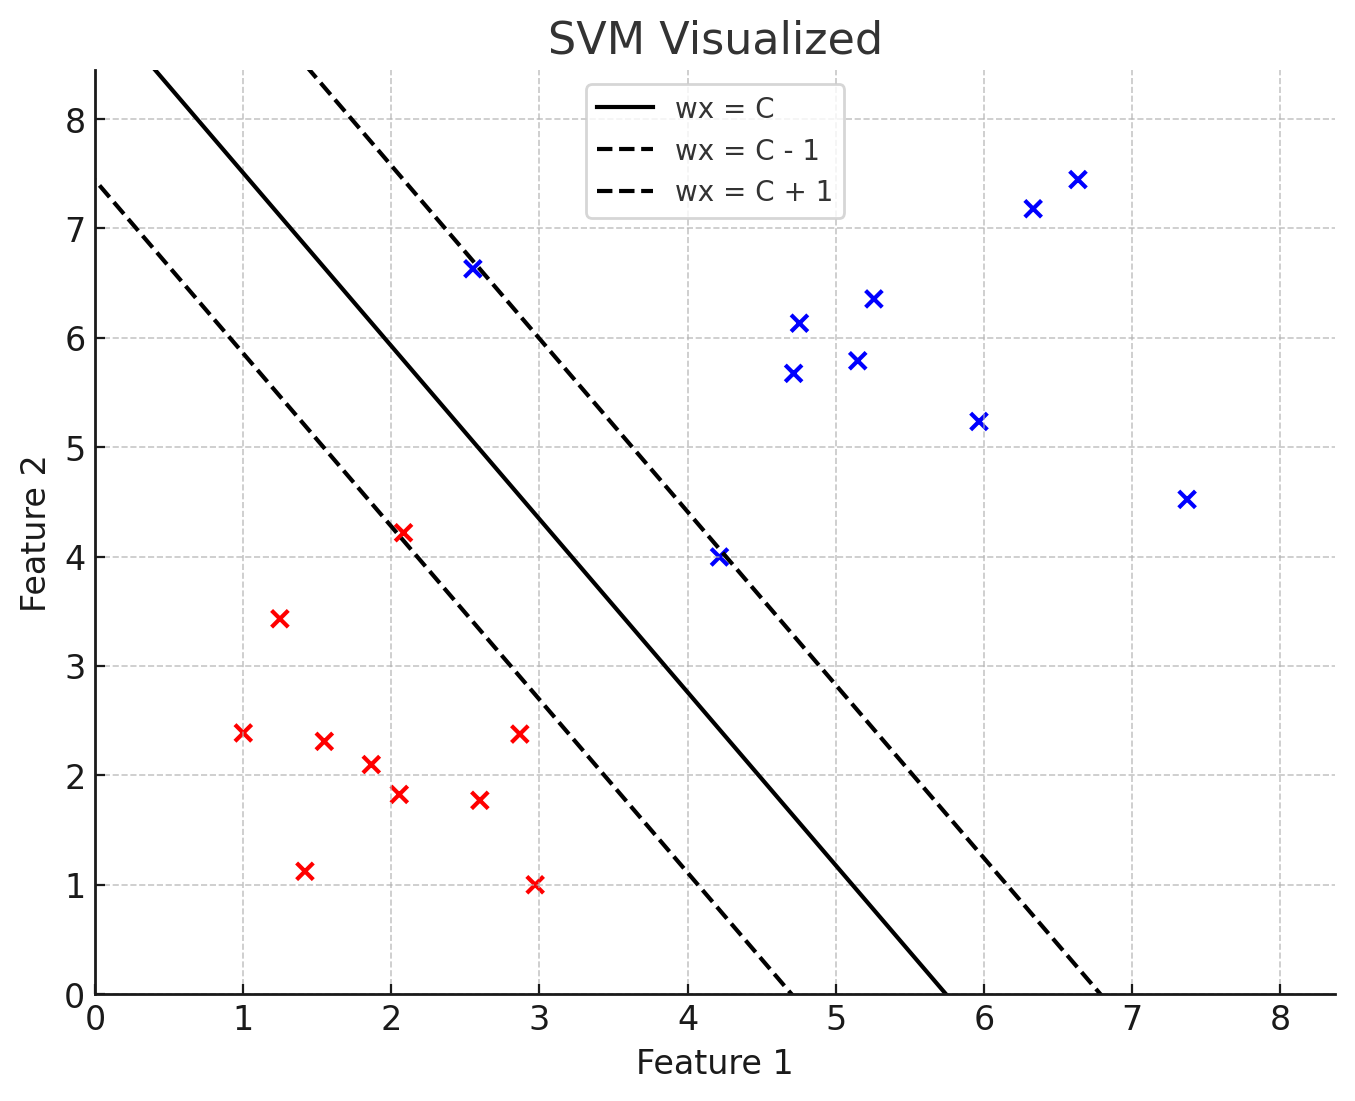 SVM Visualized
wx = C
wx = C - 1
wx = C + 1
8
7
6
5
4
3
2
1
0
Feature 2
0 1 2 3 4 5 6 7 8
Feature 1